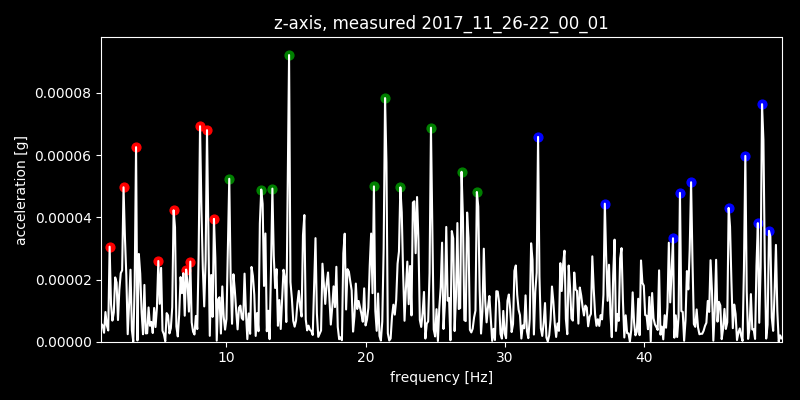 z-axis, measured 2017_11_26-22_00_01
acceleration [g]
0.00008
0.00006
0.00004
0.00002
0.00000
10 20 30 40
frequency [Hz]